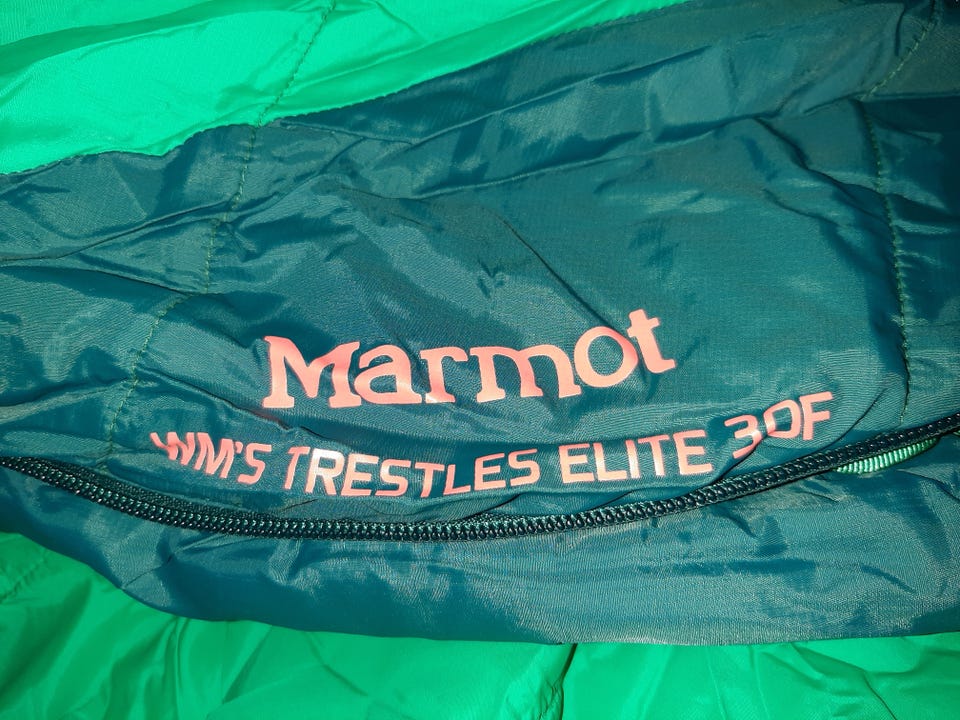 Marmot
WM'S TRESTLES ELITE 30F